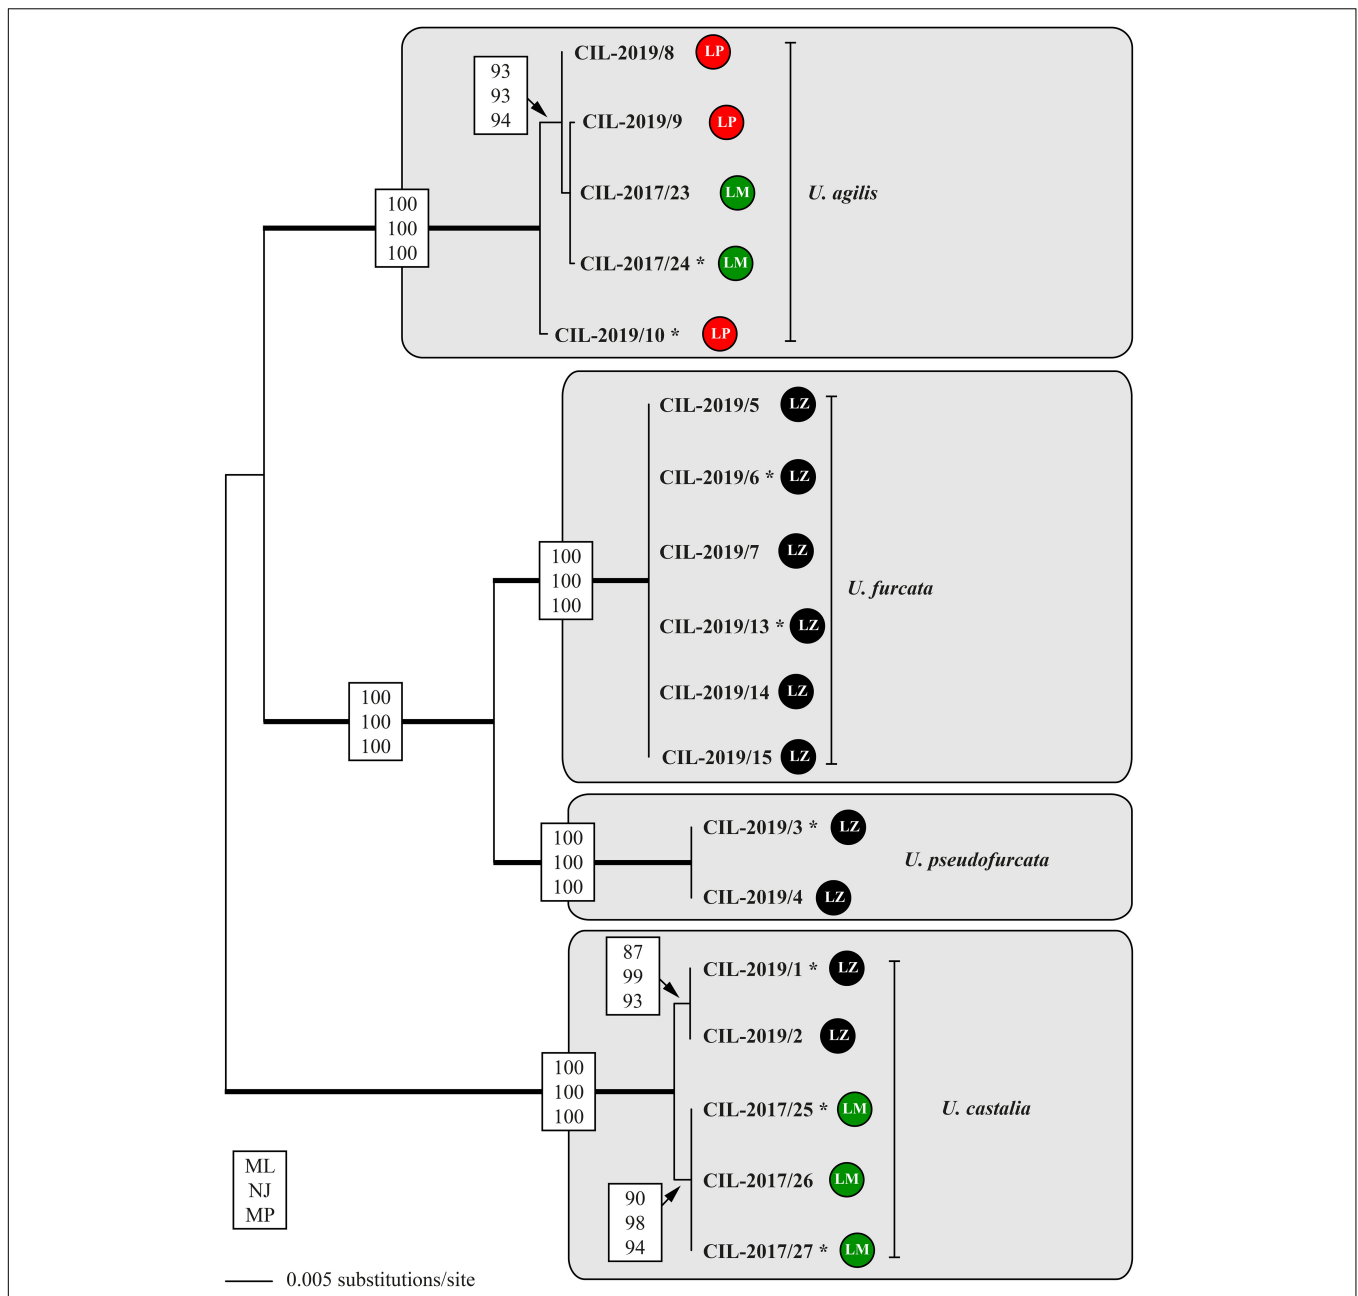 CIL-2019/8 LP
93
93
94
CIL-2019/9 LP
100
100
100
CIL-2017/23 LM
U. agilis
CIL-2017/24 * LM
CIL-2019/10 * LP
CIL-2019/5 LZ
CIL-2019/6 * LZ
CIL-2019/7 LZ
100
100
100
U. furcata
CIL-2019/13 * LZ
CIL-2019/14 LZ
100
100
100
CIL-2019/15 LZ
CIL-2019/3 * LZ
100
100
100
U. pseudofurcata
CIL-2019/4 LZ
87
99
93
CIL-2019/1 * LZ
CIL-2019/2 LZ
100
100
100
CIL-2017/25 * LM
U. castalia
CIL-2017/26 LM
90
98
94
CIL-2017/27 * LM
ML
NJ
MP
0.005 substitutions/site